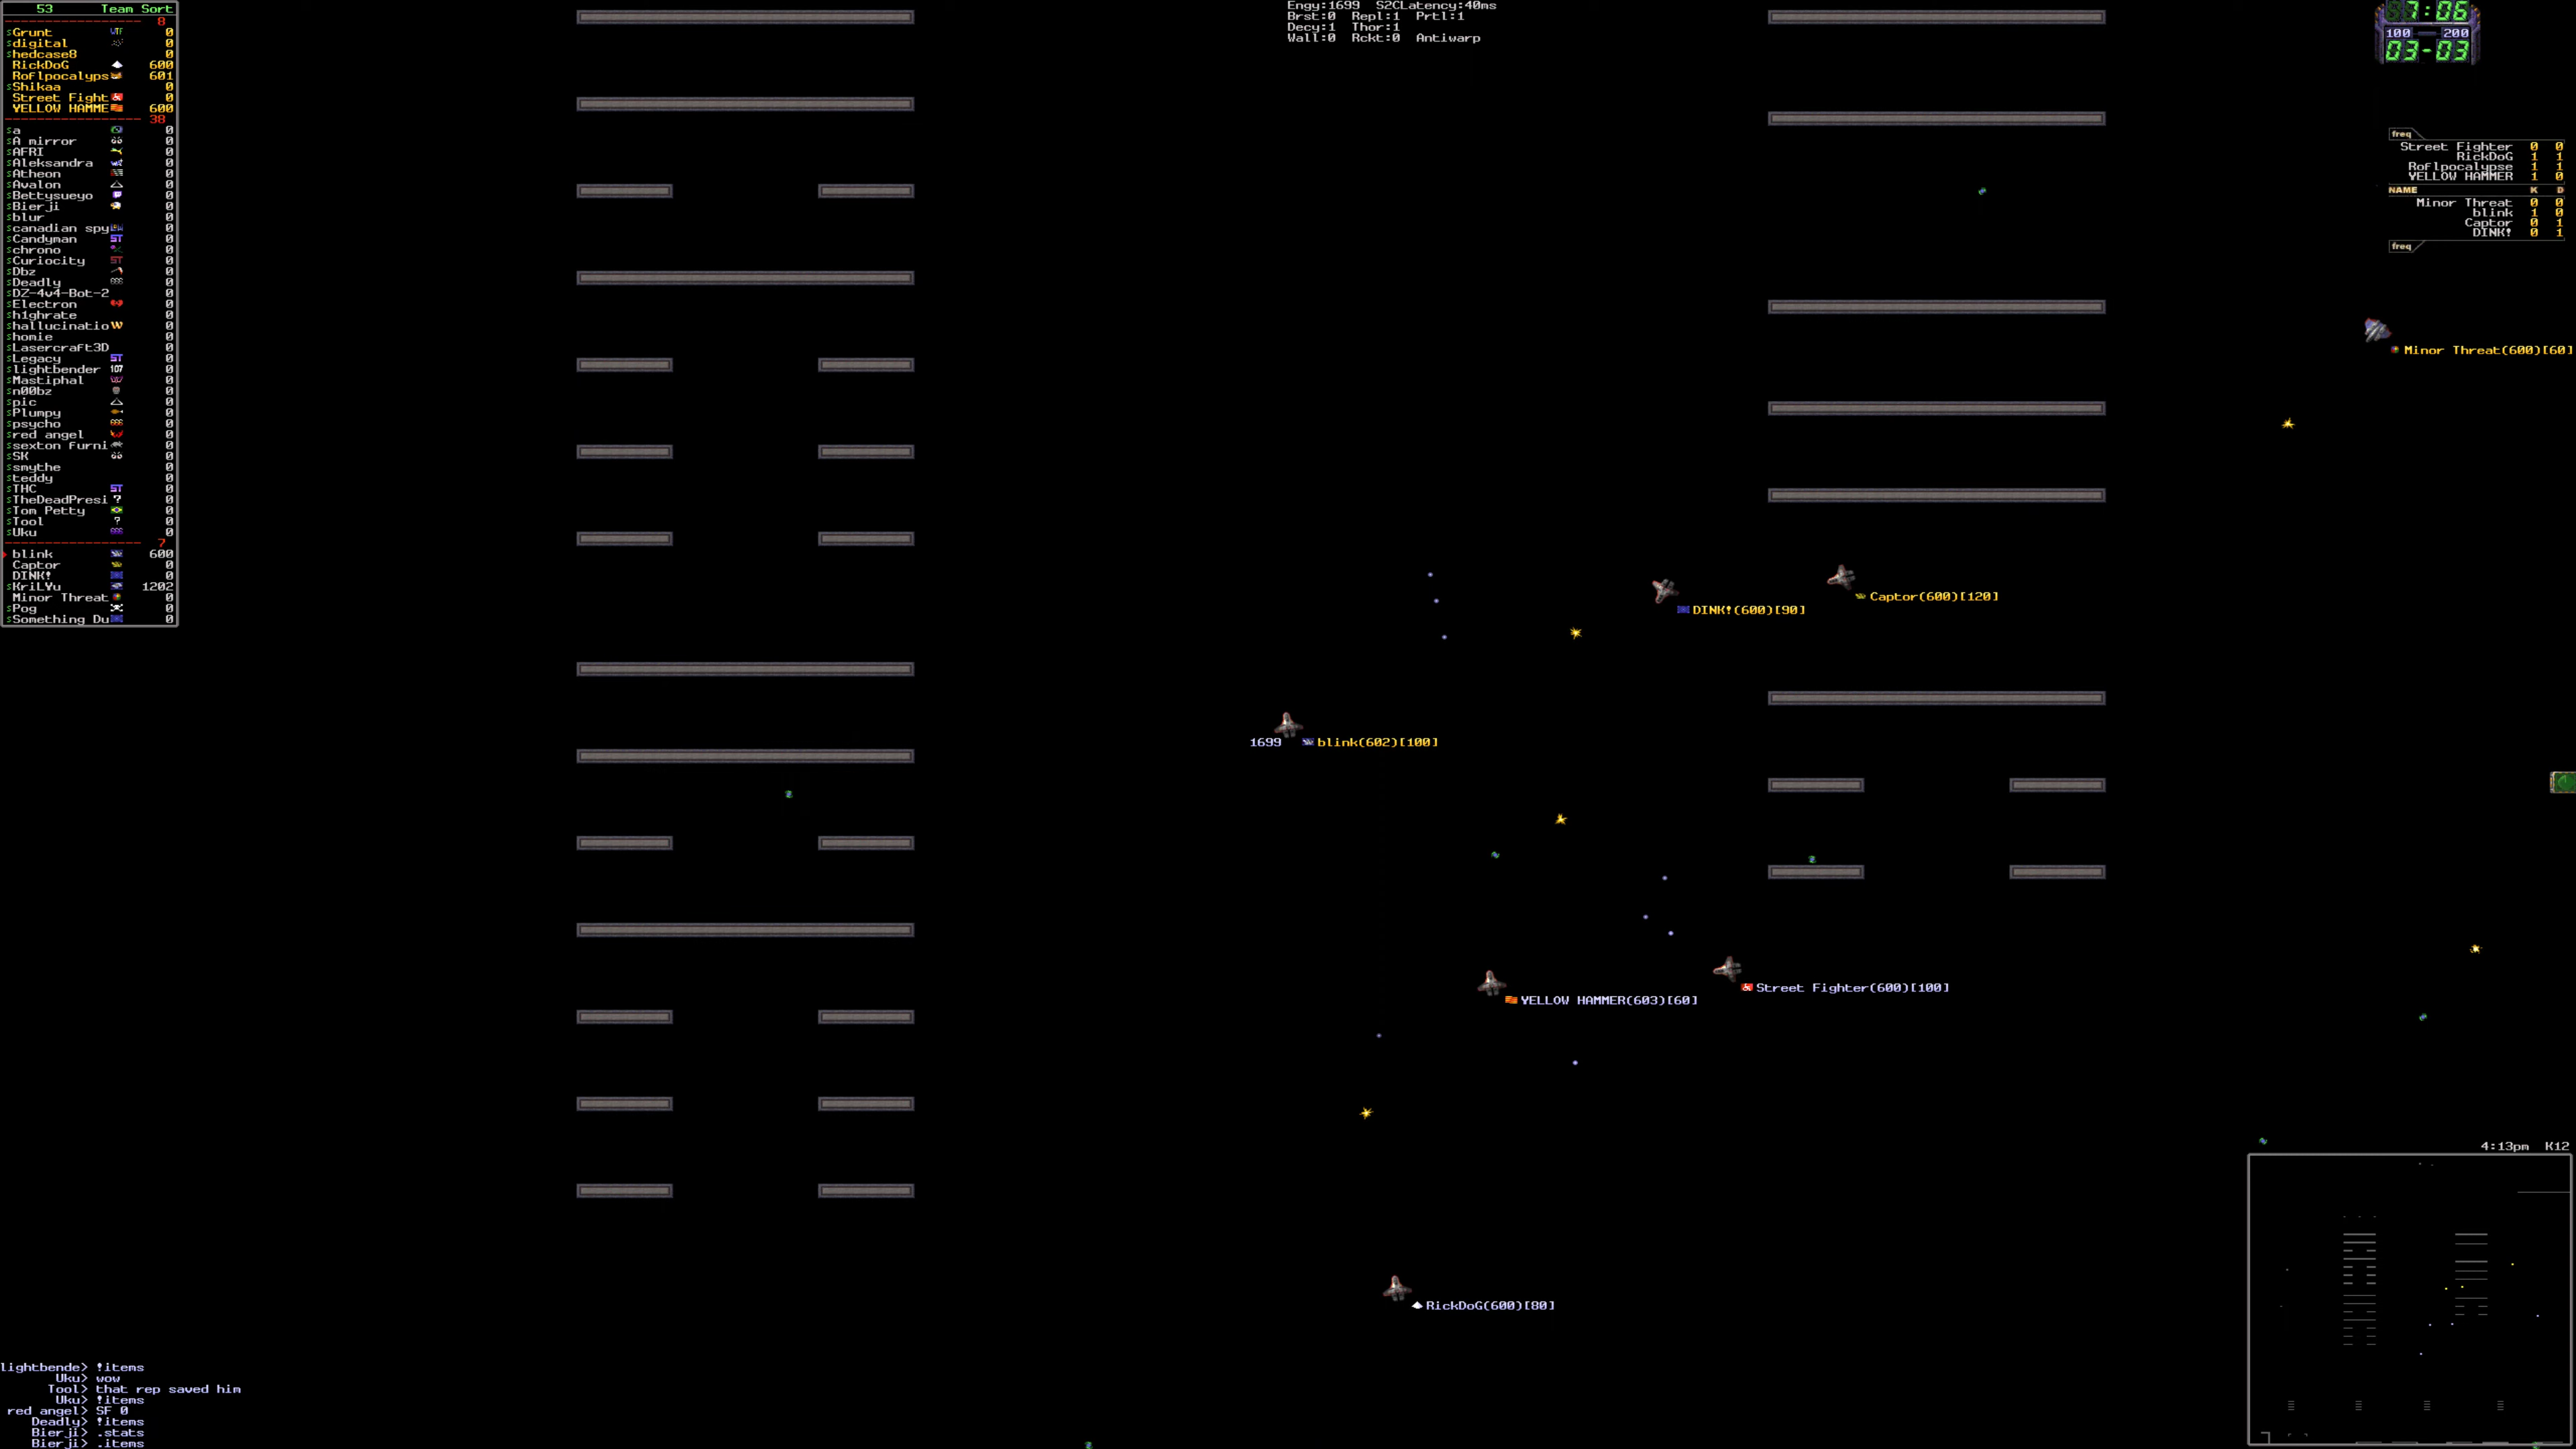 53 Team Sort
8
$Grunt WTF 0
$digital 0
$hedcase8 0
RickDoG 600
Roflpocalyps 601
$Shikaa 0
Street Fight 0
YELLOW HAMME 600
38
$a 0
$A mirror 0
$AFRI 0
$Aleksandra 0
$Atheon 0
$Avalon 0
$Bettysueyo 0
$Bierji 0
$blur 0
$canadian spy 0
$Candyman ST 0
$chrono 0
$Curiocity ST 0
$Dbz 0
$Deadly 0
$DZ-4v4-Bot-2 0
$Electron 0
$h1ghrate 0
$hallucinatio W 0
$homie 0
$Lasercraft3D 0
$Legacy ST 0
$lightbender 107 0
$Mastiphal 0
$n00bz 0
$pic 0
$Plumpy 0
$psycho 0
$red angel 0
$sexton furni 0
$SK 0
$smythe 0
$teddy 0
$THC ST 0
$TheDeadPresi ? 0
$Tom Petty 0
$Tool ? 0
$Uku 0
7
blink 600
Captor 0
DINK! 0
$KrilYu 1202
Minor Threat 0
$Pog 0
$Something Du 0
Engy:1699 S2CLatency:40ms
Brst:0 Repl:1 Prtl:1
Decy:1 Thor:1
Wall:0 Rckt:0 Antiwarp
7:06
100 200
03-03
freq
Street Fighter 0 0
RickDoG 1 1
Roflpocalypse 1 1
YELLOW HAMMER 1 0
NAME K D
Minor Threat 0 0
blink 1 0
Captor 0 1
DINK! 0 1
freq
Minor Threat(600)[60]
Captor(600)[120]
DINK!(600)[90]
1699 blink(602)[100]
Street Fighter(600)[100]
YELLOW HAMMER(603)[60]
RickDoG(600)[80]
4:13pm K12
lightbende> !items
Uku> wow
Tool> that rep saved him
Uku> !items
red angel> SF 0
Deadly> !items
Bierji> .stats
Bierji> .items